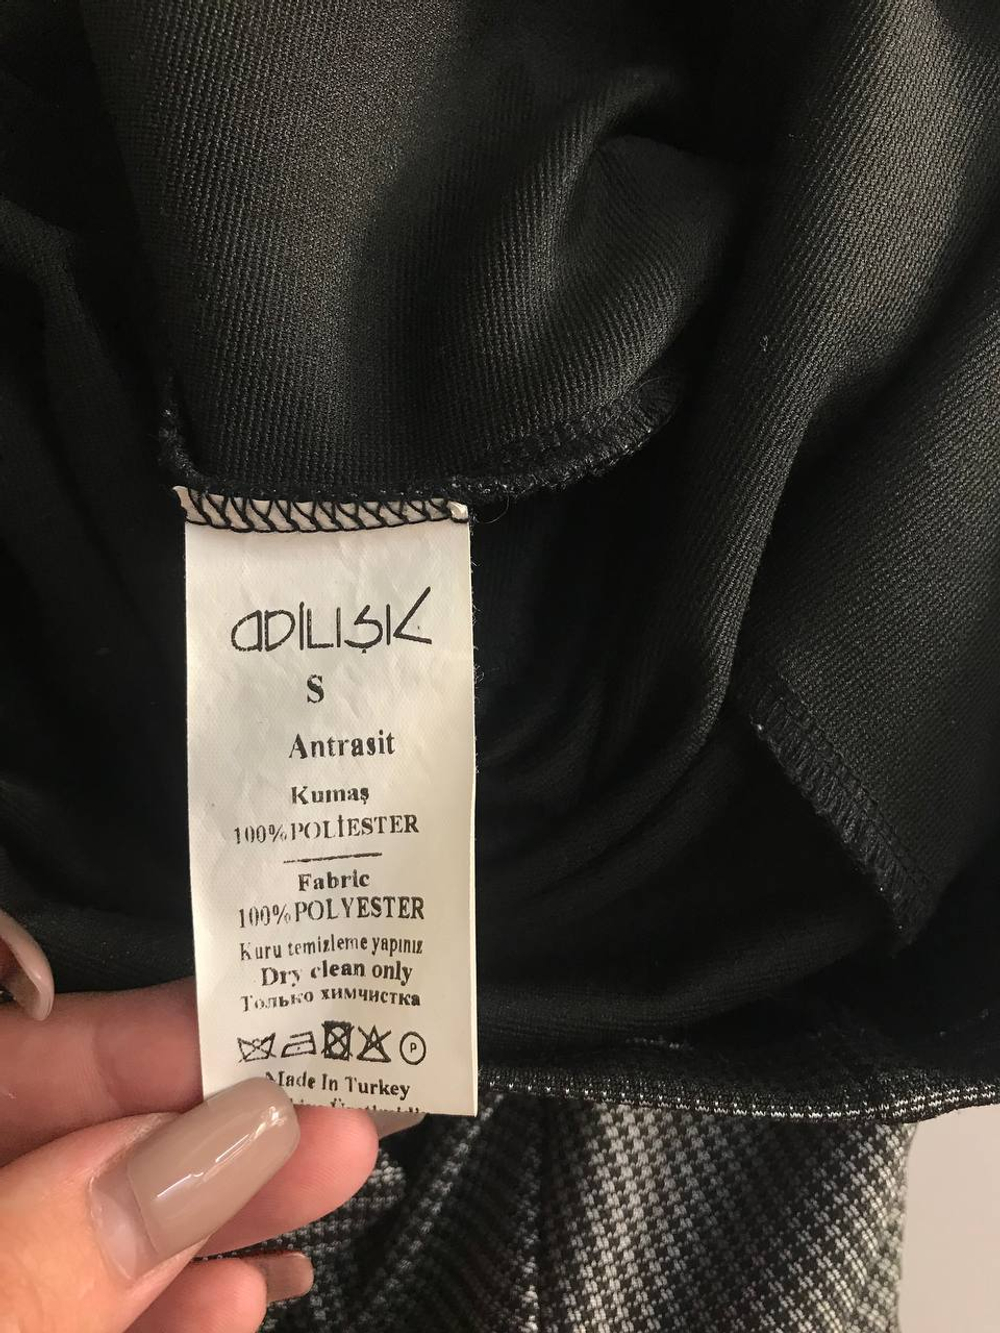 ADİLIŞIK
S
Antrasit
Kumaş
100% POLİESTER
Fabric
100% POLYESTER
Kuru temizleme yapınız
Dry clean only
Только химчистка
P
Made In Turkey